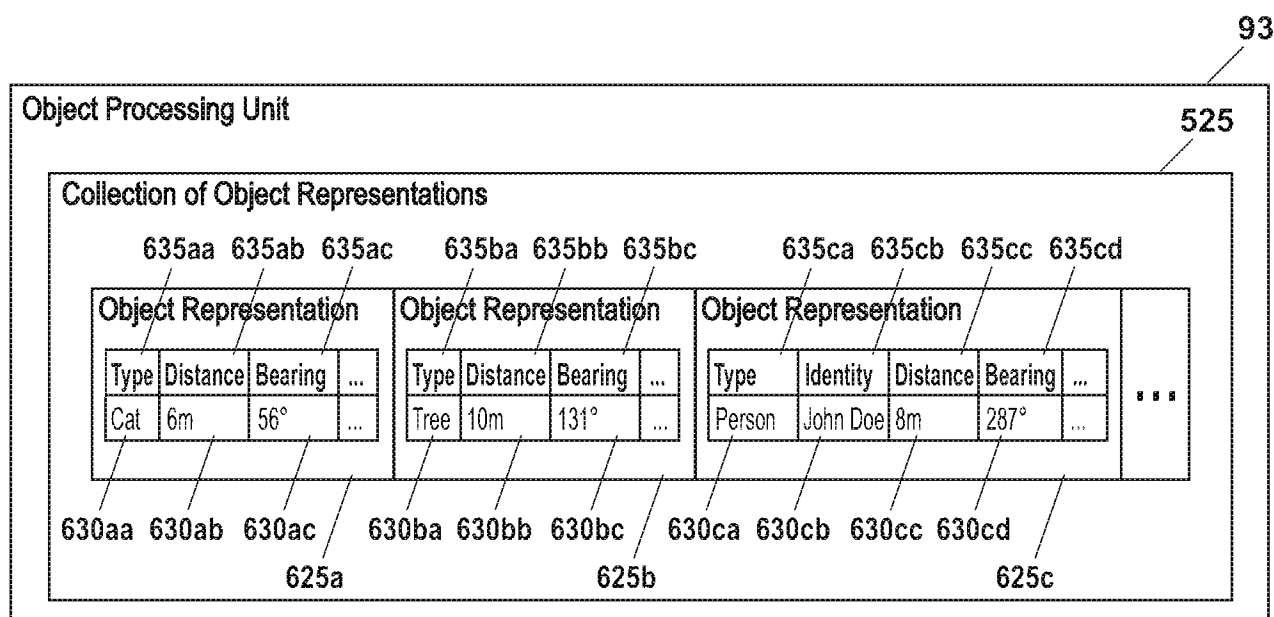 93
Object Processing Unit
525
Collection of Object Representations
635aa 635ab 635ac 635ba 635bb 635bc 635ca 635cb 635cc 635cd
Object Representation Object Representation Object Representation
Type Distance Bearing ... Type Distance Bearing ... Type Identity Distance Bearing ...
Cat 6m 56° ... Tree 10m 131° ... Person John Doe 8m 287° ...
...
630aa 630ab 630ac 630ba 630bb 630bc 630ca 630cb 630cc 630cd
625a 625b 625c